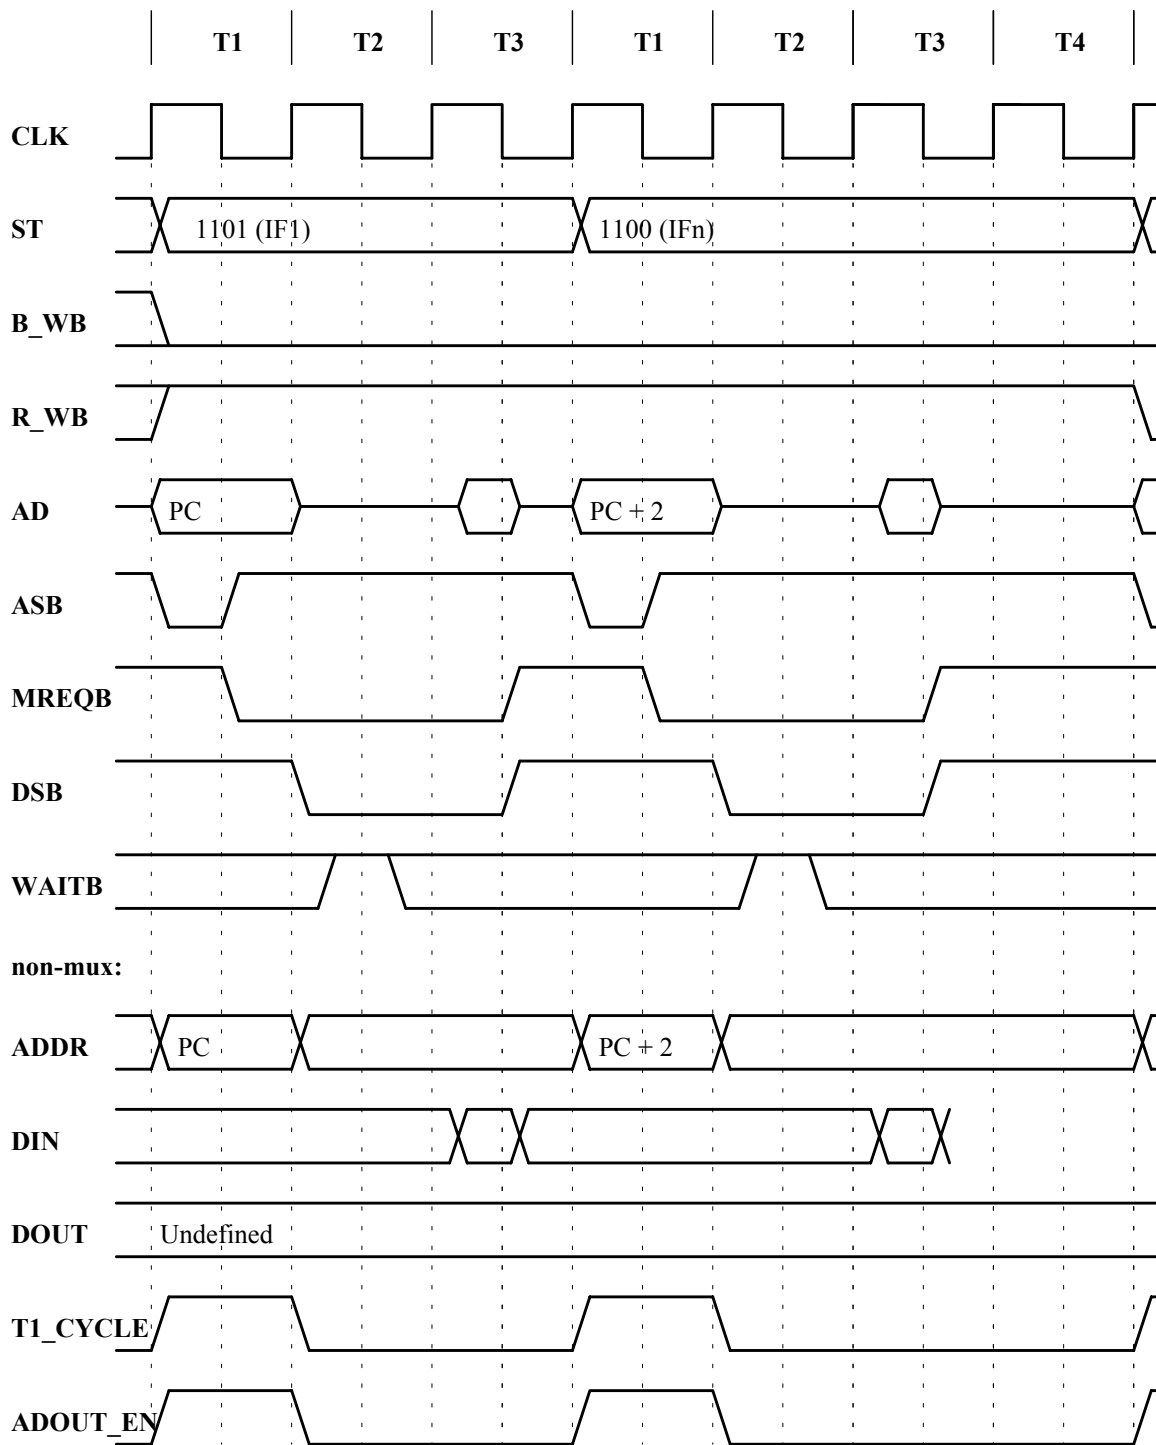 T1 T2 T3 T1 T2 T3 T4
CLK
ST 1101 (IF1) 1100 (IFn)
B_WB
R_WB
AD PC PC + 2
ASB
MREQB
DSB
WAITB
non-mux:
ADDR PC PC + 2
DIN
DOUT Undefined
T1_CYCLE
ADOUT_EN